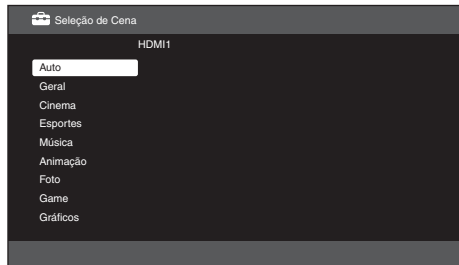 Seleção de Cena
HDMI1
Auto
Geral
Cinema
Esportes
Música
Animação
Foto
Game
Gráficos